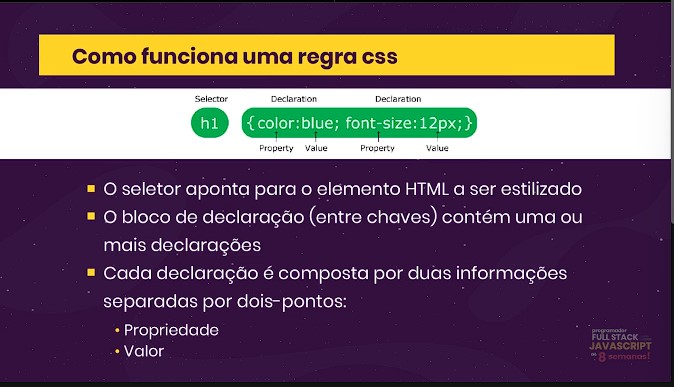 Como funciona uma regra css
Selector Declaration Declaration
h1 {color:blue; font-size:12px;}
Property Value Property Value
O seletor aponta para o elemento HTML a ser estilizado
O bloco de declaração (entre chaves) contém uma ou
mais declarações
Cada declaração é composta por duas informações
separadas por dois-pontos:
Propriedade
Valor
programador
FULL STACK
JAVASCRIPT
em 8 semanas!